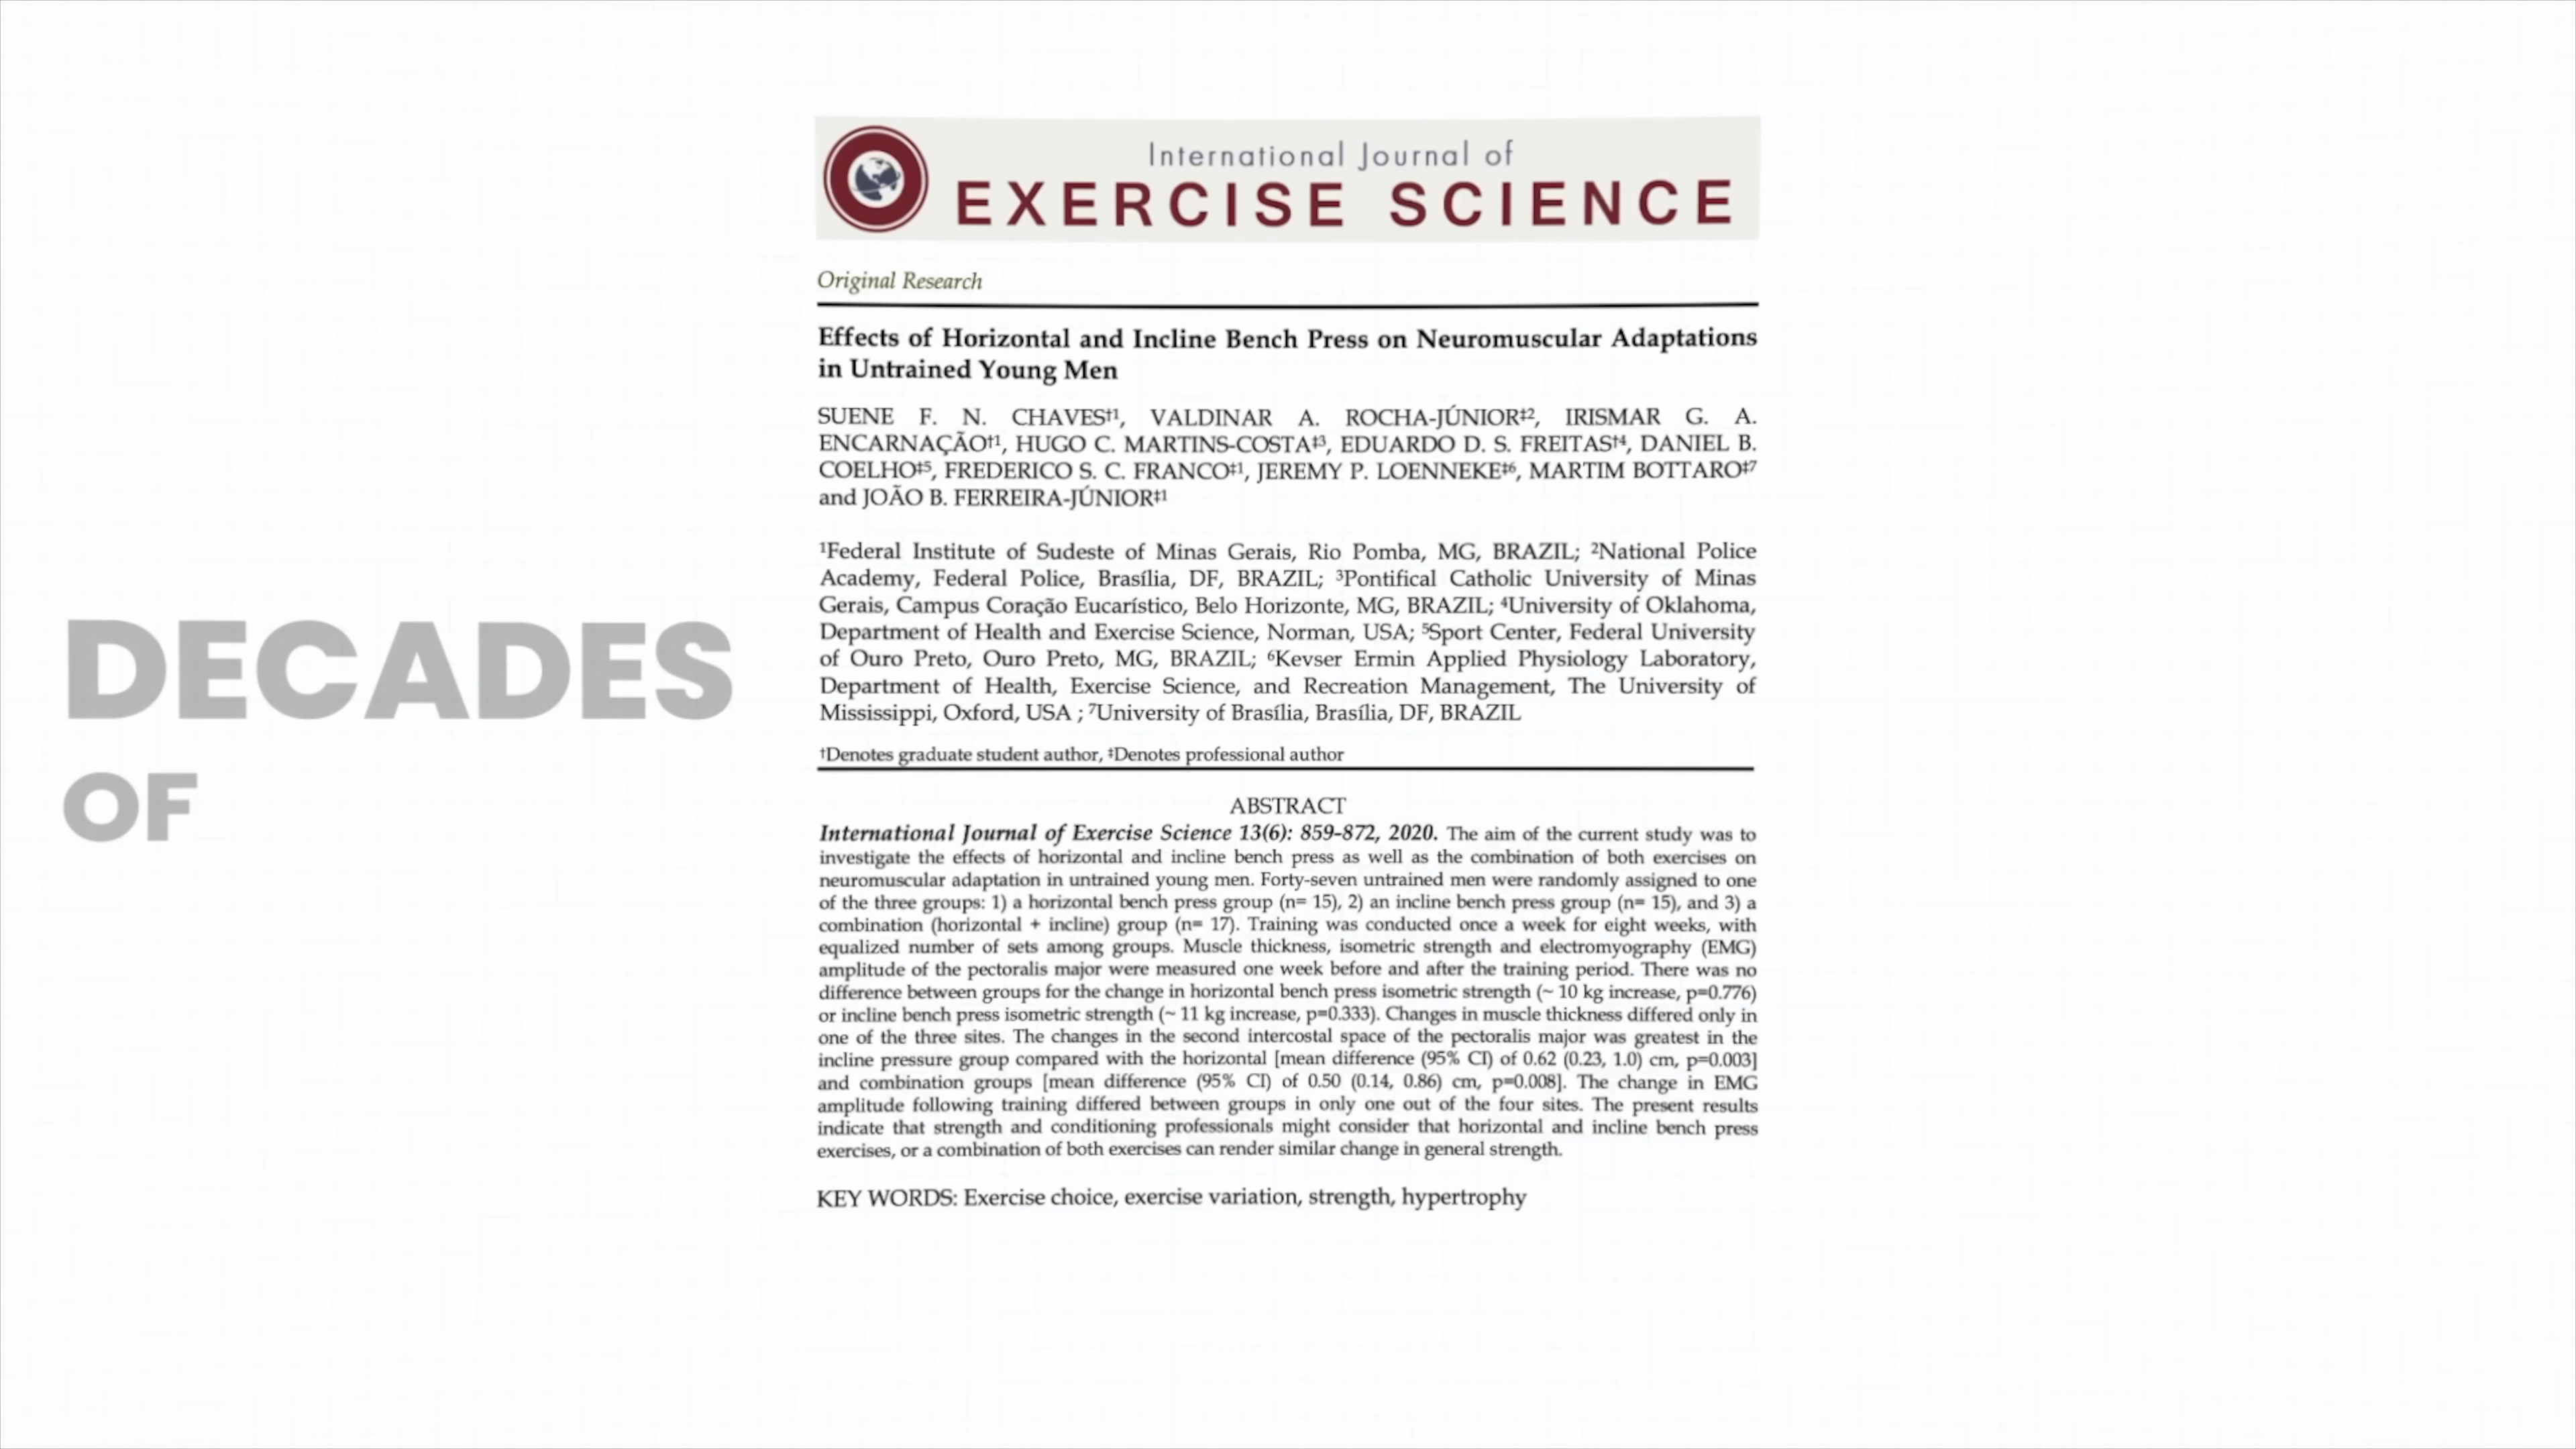 DECADES
OF
International Journal of
EXERCISE SCIENCE
Original Research
Effects of Horizontal and Incline Bench Press on Neuromuscular Adaptations
in Untrained Young Men
SUENE F. N. CHAVES†1, VALDINAR A. ROCHA-JÚNIOR‡2, IRISMAR G. A.
ENCARNAÇÃO†1, HUGO C. MARTINS-COSTA‡3, EDUARDO D. S. FREITAS†4, DANIEL B.
COELHO‡5, FREDERICO S. C. FRANCO‡1, JEREMY P. LOENNEKE‡6, MARTIM BOTTARO‡7
and JOÃO B. FERREIRA-JÚNIOR‡1
1Federal Institute of Sudeste of Minas Gerais, Rio Pomba, MG, BRAZIL; 2National Police
Academy, Federal Police, Brasília, DF, BRAZIL; 3Pontifical Catholic University of Minas
Gerais, Campus Coração Eucarístico, Belo Horizonte, MG, BRAZIL; 4University of Oklahoma,
Department of Health and Exercise Science, Norman, USA; 5Sport Center, Federal University
of Ouro Preto, Ouro Preto, MG, BRAZIL; 6Kevser Ermin Applied Physiology Laboratory,
Department of Health, Exercise Science, and Recreation Management, The University of
Mississippi, Oxford, USA ; 7University of Brasília, Brasília, DF, BRAZIL
†Denotes graduate student author, ‡Denotes professional author
ABSTRACT
International Journal of Exercise Science 13(6): 859-872, 2020. The aim of the current study was to
investigate the effects of horizontal and incline bench press as well as the combination of both exercises on
neuromuscular adaptation in untrained young men. Forty-seven untrained men were randomly assigned to one
of the three groups: 1) a horizontal bench press group (n= 15), 2) an incline bench press group (n= 15), and 3) a
combination (horizontal + incline) group (n= 17). Training was conducted once a week for eight weeks, with
equalized number of sets among groups. Muscle thickness, isometric strength and electromyography (EMG)
amplitude of the pectoralis major were measured one week before and after the training period. There was no
difference between groups for the change in horizontal bench press isometric strength (~ 10 kg increase, p=0.776)
or incline bench press isometric strength (~ 11 kg increase, p=0.333). Changes in muscle thickness differed only in
one of the three sites. The changes in the second intercostal space of the pectoralis major was greatest in the
incline pressure group compared with the horizontal [mean difference (95% CI) of 0.62 (0.23, 1.0) cm, p=0.003]
and combination groups [mean difference (95% CI) of 0.50 (0.14, 0.86) cm, p=0.008]. The change in EMG
amplitude following training differed between groups in only one out of the four sites. The present results
indicate that strength and conditioning professionals might consider that horizontal and incline bench press
exercises, or a combination of both exercises can render similar change in general strength.
KEY WORDS: Exercise choice, exercise variation, strength, hypertrophy